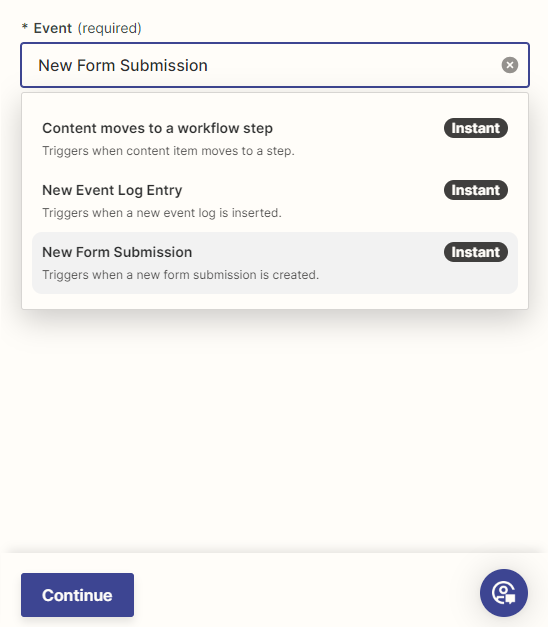 * Event (required)
New Form Submission
Content moves to a workflow step Instant
Triggers when content item moves to a step.
New Event Log Entry Instant
Triggers when a new event log is inserted.
New Form Submission Instant
Triggers when a new form submission is created.
Continue